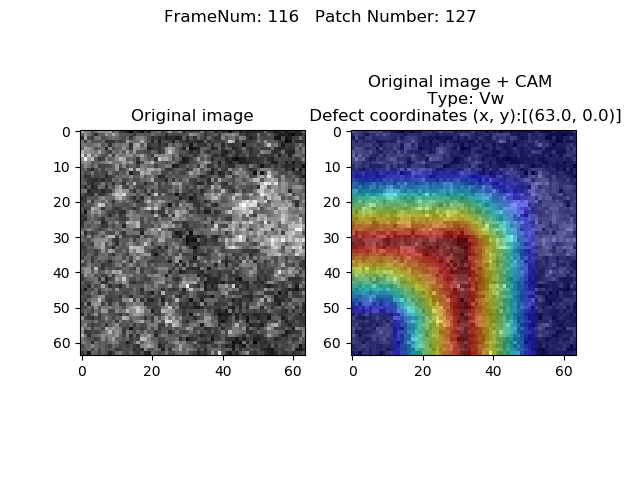 FrameNum: 116   Patch Number: 127
Original image
Original image + CAM
Type: Vw
Defect coordinates (x, y):[(63.0, 0.0)]
0
10
20
30
40
50
60
0 20 40 60
0
10
20
30
40
50
60
0 20 40 60